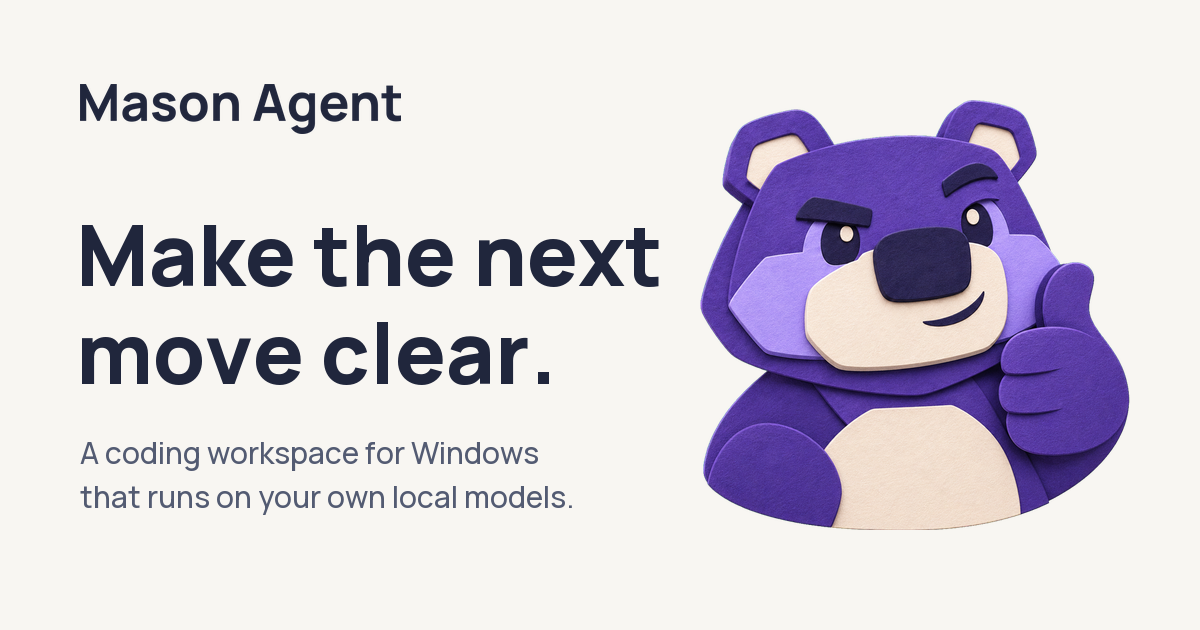 Mason Agent
Make the next
move clear.
A coding workspace for Windows
that runs on your own local models.